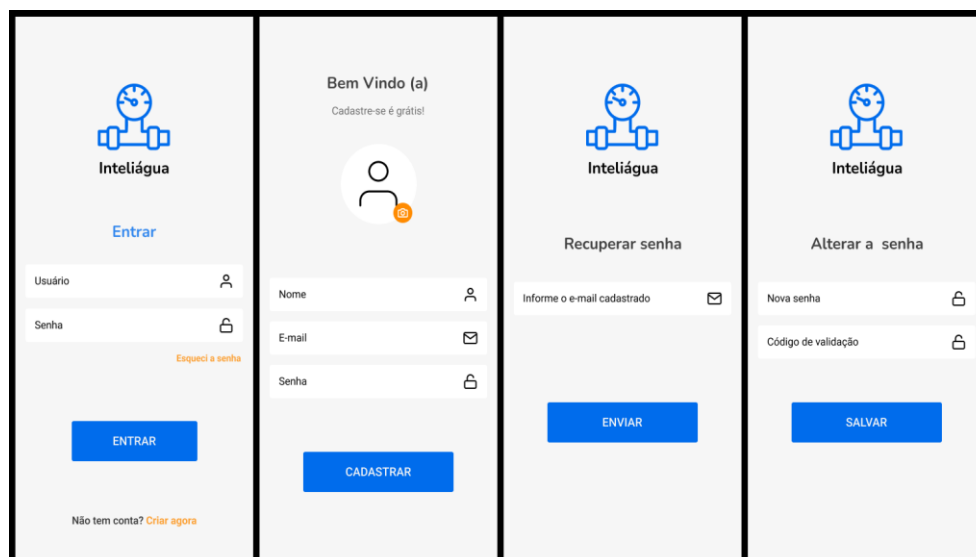 Inteliágua
Entrar
Usuário
Senha
Esqueci a senha
ENTRAR
Não tem conta? Criar agora
Bem Vindo (a)
Cadastre-se é grátis!
Nome
E-mail
Senha
CADASTRAR
Inteliágua
Recuperar senha
Informe o e-mail cadastrado
ENVIAR
Inteliágua
Alterar a senha
Nova senha
Código de validação
SALVAR